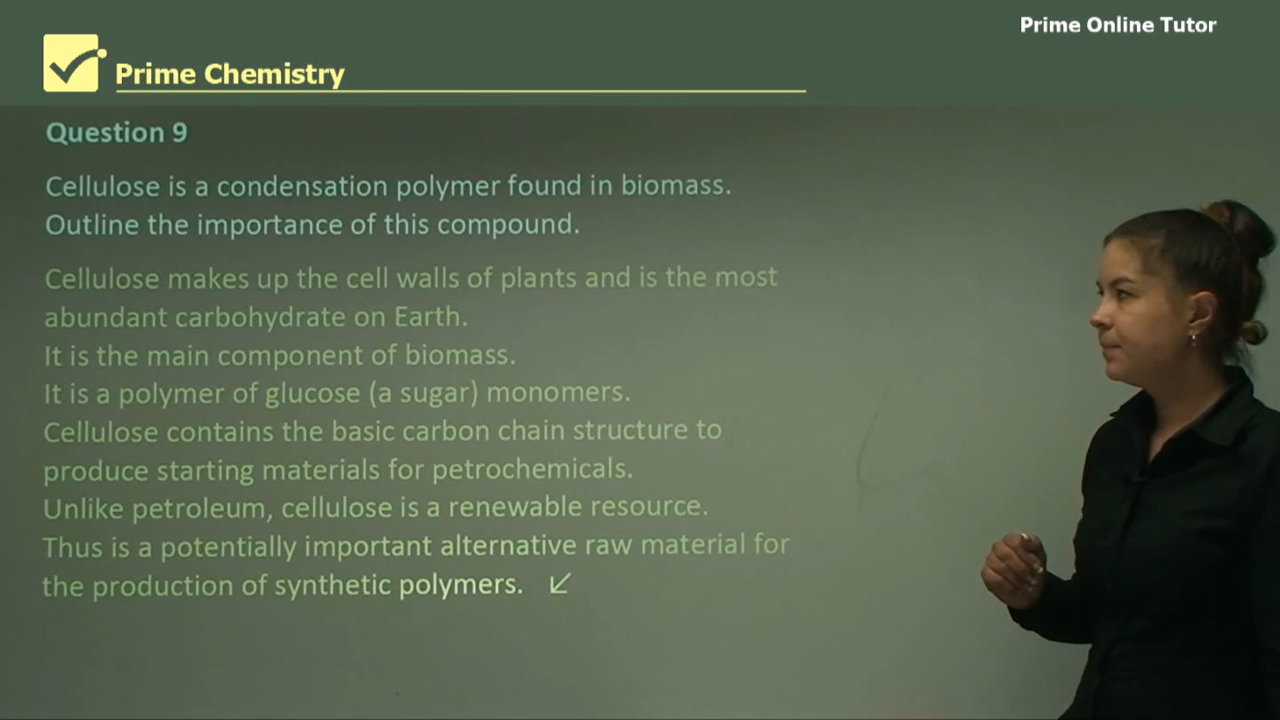 Prime Online Tutor
Prime Chemistry
Question 9
Cellulose is a condensation polymer found in biomass.
Outline the importance of this compound.
Cellulose makes up the cell walls of plants and is the most
abundant carbohydrate on Earth.
It is the main component of biomass.
It is a polymer of glucose (a sugar) monomers.
Cellulose contains the basic carbon chain structure to
produce starting materials for petrochemicals.
Unlike petroleum, cellulose is a renewable resource.
Thus is a potentially important alternative raw material for
the production of synthetic polymers.